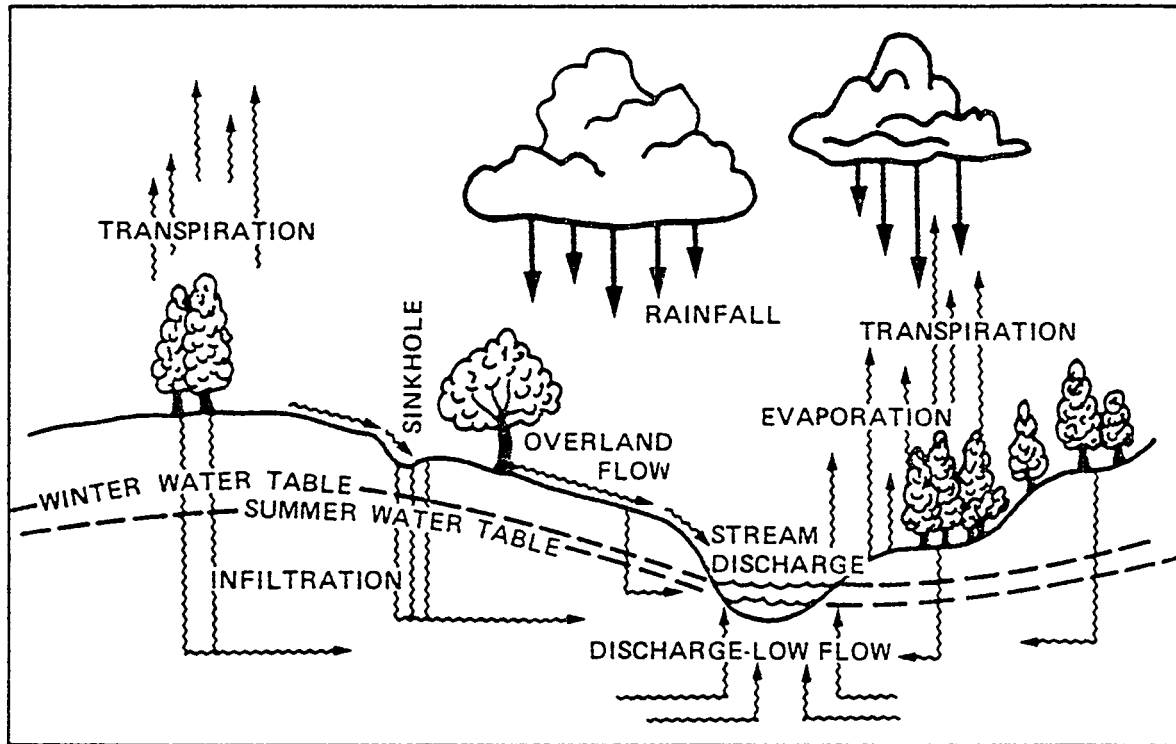 TRANSPIRATION
SINKHOLE
RAINFALL
TRANSPIRATION
EVAPORATION
OVERLAND
FLOW
WINTER WATER TABLE
SUMMER WATER TABLE
STREAM
DISCHARGE
INFILTRATION
DISCHARGE-LOW FLOW